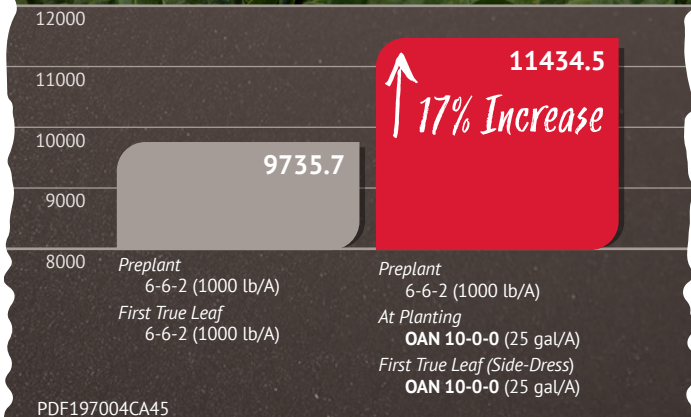 12000
11000
10000
9000
8000
9735.7
11434.5
17% Increase
Preplant
6-6-2 (1000 lb/A)
First True Leaf
6-6-2 (1000 lb/A)
Preplant
6-6-2 (1000 lb/A)
At Planting
OAN 10-0-0 (25 gal/A)
First True Leaf (Side-Dress)
OAN 10-0-0 (25 gal/A)
PDF197004CA45